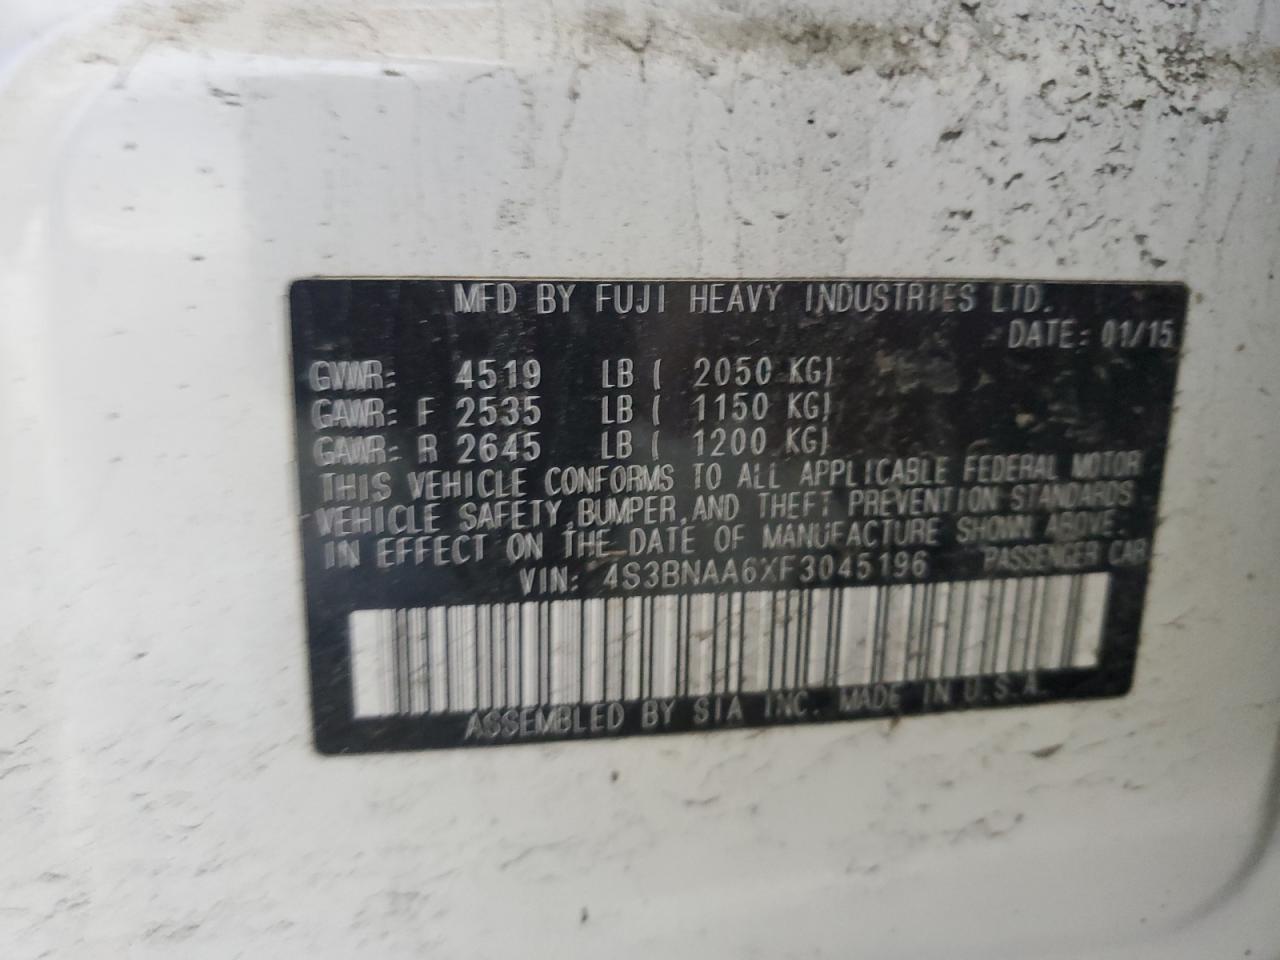 MFD BY FUJI HEAVY INDUSTRIES LTD.
DATE: 01/15
GVWR: 4519 LB ( 2050 KG)
GAWR: F 2535 LB ( 1150 KG)
GAWR: R 2645 LB ( 1200 KG)
THIS VEHICLE CONFORMS TO ALL APPLICABLE FEDERAL MOTOR
VEHICLE SAFETY, BUMPER, AND THEFT PREVENTION STANDARDS
IN EFFECT ON THE DATE OF MANUFACTURE SHOWN ABOVE.
VIN: 4S3BNAA6XF3045196 PASSENGER CAR
ASSEMBLED BY SIA INC. MADE IN U.S.A.